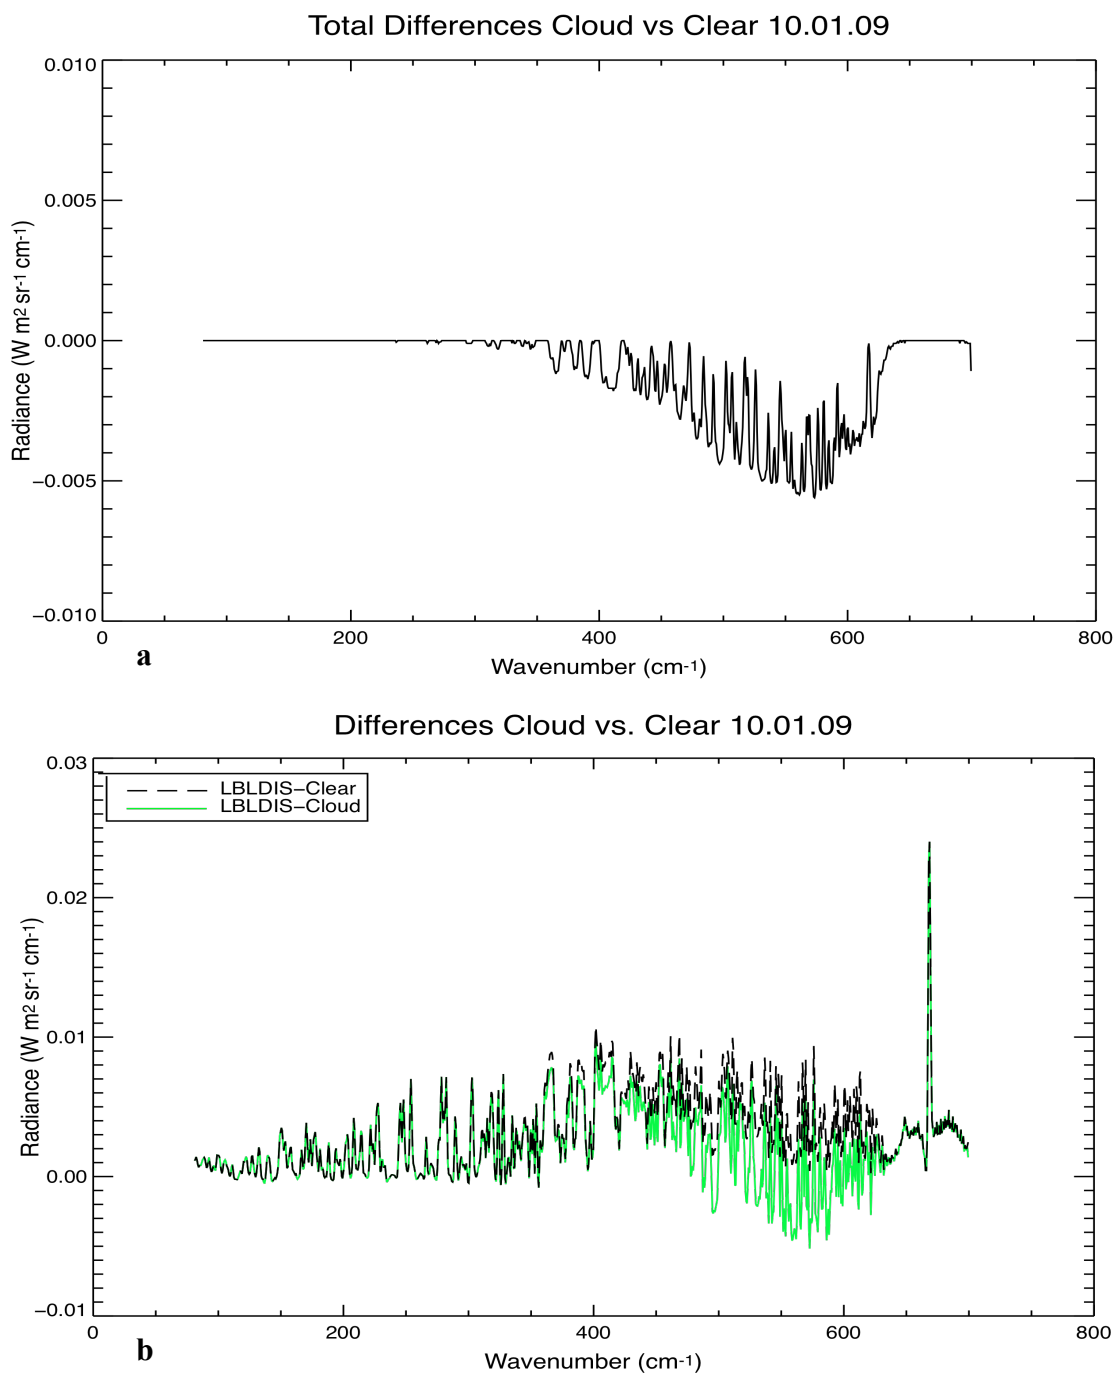 Total Differences Cloud vs Clear 10.01.09
0.010
0.005
0.000
−0.005
−0.010
Radiance (W m2 sr-1 cm-1)
0 200 400 600 800
a
Wavenumber (cm-1)
Differences Cloud vs. Clear 10.01.09
0.03
0.02
0.01
0.00
−0.01
Radiance (W m2 sr-1 cm-1)
LBLDIS−Clear
LBLDIS−Cloud
0 200 400 600 800
b
Wavenumber (cm-1)